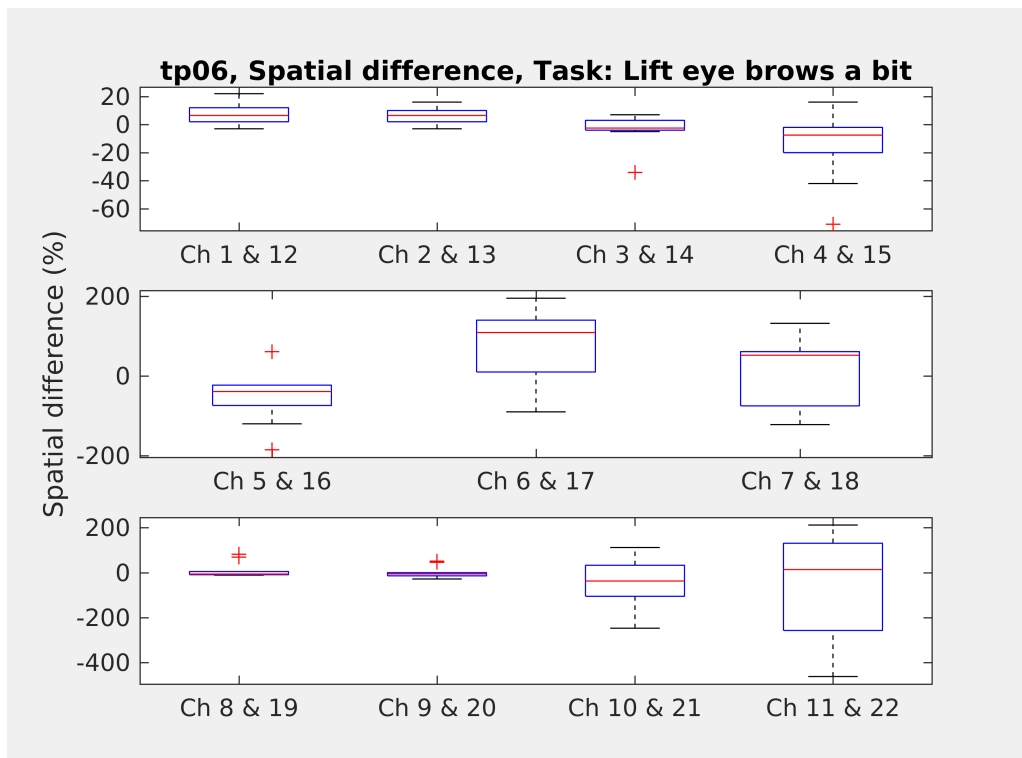 tp06, Spatial difference, Task: Lift eye brows a bit
20
0
-20
-40
-60
Ch 1 & 12
Ch 2 & 13
Ch 3 & 14
Ch 4 & 15
Spatial difference (%)
200
0
-200
Ch 5 & 16
Ch 6 & 17
Ch 7 & 18
200
0
-200
-400
Ch 8 & 19
Ch 9 & 20
Ch 10 & 21
Ch 11 & 22